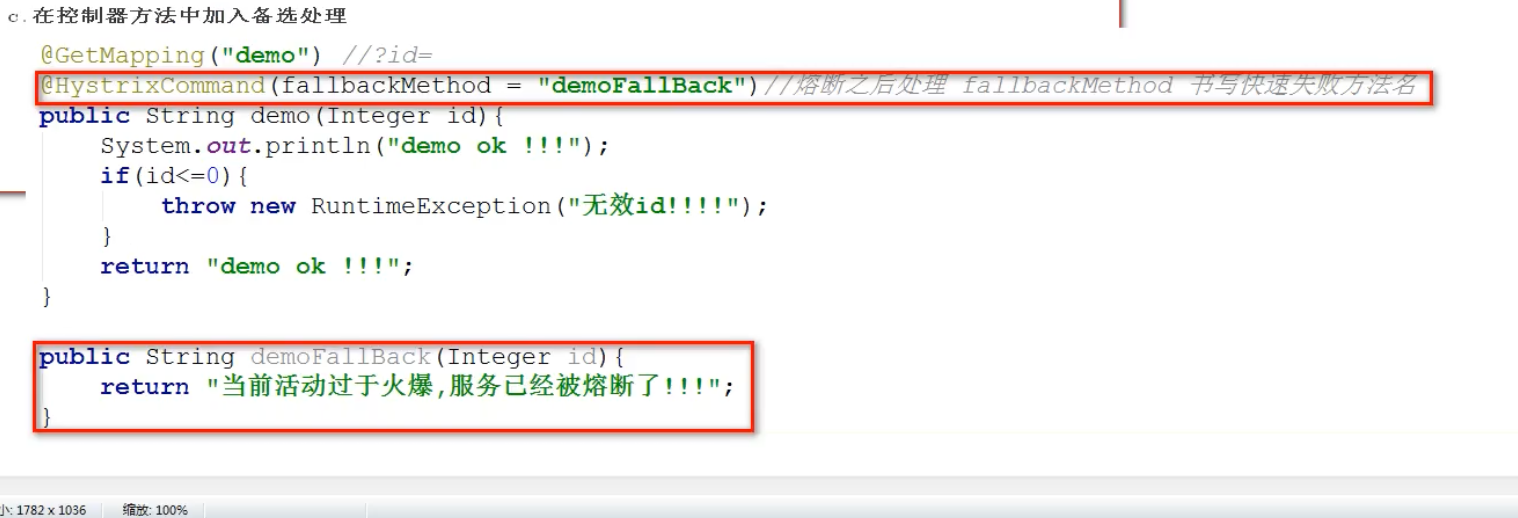 c.在控制器方法中加入备选处理
@GetMapping("demo") //?id=
@HystrixCommand(fallbackMethod = "demoFallBack")//熔断之后处理 fallbackMethod 书写快速失败方法名
public String demo(Integer id){
System.out.println("demo ok !!!");
if(id<=0){
throw new RuntimeException("无效id!!!!");
}
return "demo ok !!!";
}
public String demoFallBack(Integer id){
return "当前活动过于火爆,服务已经被熔断了!!!";
}
小: 1782 x 1036 缩放: 100%